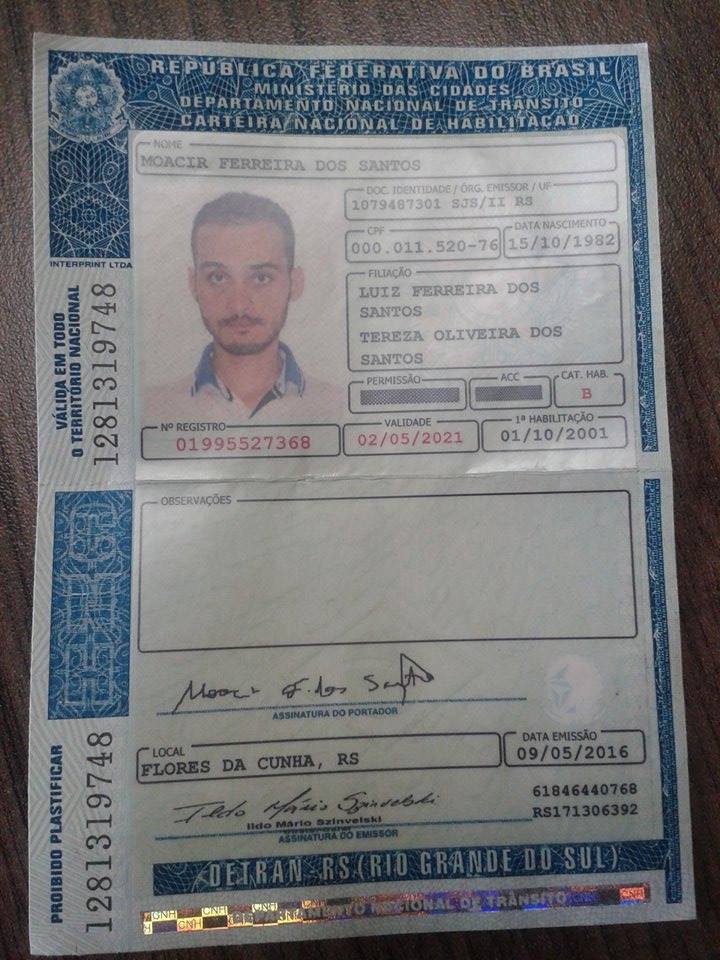 REPÚBLICA FEDERATIVA DO BRASIL
MINISTÉRIO DAS CIDADES
DEPARTAMENTO NACIONAL DE TRÂNSITO
CARTEIRA NACIONAL DE HABILITAÇÃO
NOME
MOACIR FERREIRA DOS SANTOS
DOC. IDENTIDADE / ÓRG. EMISSOR / UF
1079487301 SJS/II RS
CPF
000.011.520-76
DATA NASCIMENTO
15/10/1982
FILIAÇÃO
LUIZ FERREIRA DOS
SANTOS
TEREZA OLIVEIRA DOS
SANTOS
PERMISSÃO
ACC
CAT. HAB.
B
Nº REGISTRO
01995527368
VALIDADE
02/05/2021
1ª HABILITAÇÃO
01/10/2001
INTERPRINT LTDA
VÁLIDA EM TODO
O TERRITÓRIO NACIONAL
1281319748
OBSERVAÇÕES
Moacir F. dos Santos
ASSINATURA DO PORTADOR
LOCAL
FLORES DA CUNHA, RS
DATA EMISSÃO
09/05/2016
Ildo Mário Szinvelski
Ildo Mário Szinvelski
ASSINATURA DO EMISSOR
61846440768
RS171306392
PROIBIDO PLASTIFICAR
1281319748
DETRAN RS (RIO GRANDE DO SUL)
CNH CNH CNH CNH CNH
DEPARTAMENTO NACIONAL DE TRÂNSITO